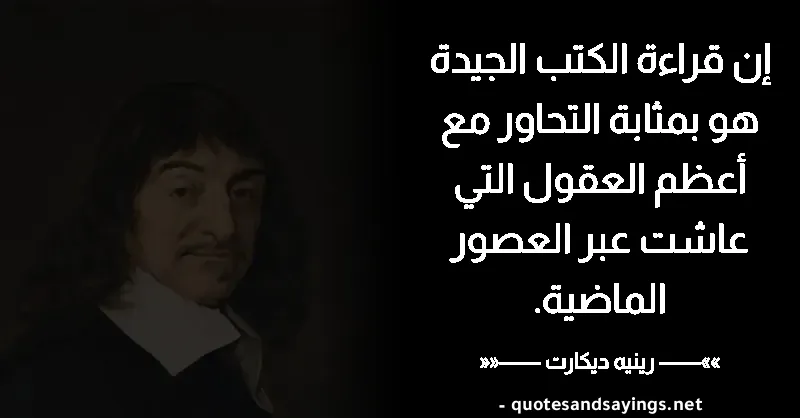 إن قراءة الكتب الجيدة
هو بمثابة التحاور مع
أعظم العقول التي
عاشت عبر العصور
الماضية.
»»—— رينيه ديكارت ——««
- quotesandsayings.net